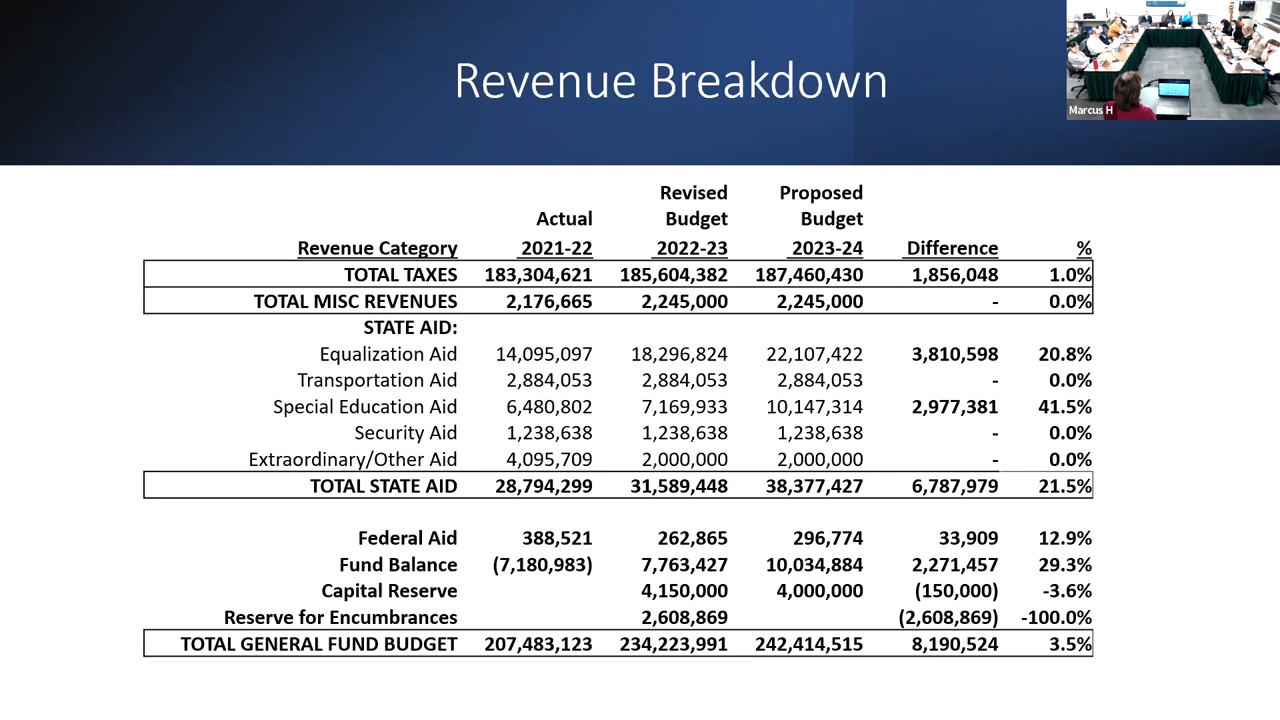 Revenue Breakdown
Marcus H
Revised Proposed
Actual Budget Budget
Revenue Category 2021-22 2022-23 2023-24 Difference %
TOTAL TAXES 183,304,621 185,604,382 187,460,430 1,856,048 1.0%
TOTAL MISC REVENUES 2,176,665 2,245,000 2,245,000 - 0.0%
STATE AID:
Equalization Aid 14,095,097 18,296,824 22,107,422 3,810,598 20.8%
Transportation Aid 2,884,053 2,884,053 2,884,053 - 0.0%
Special Education Aid 6,480,802 7,169,933 10,147,314 2,977,381 41.5%
Security Aid 1,238,638 1,238,638 1,238,638 - 0.0%
Extraordinary/Other Aid 4,095,709 2,000,000 2,000,000 - 0.0%
TOTAL STATE AID 28,794,299 31,589,448 38,377,427 6,787,979 21.5%
Federal Aid 388,521 262,865 296,774 33,909 12.9%
Fund Balance (7,180,983) 7,763,427 10,034,884 2,271,457 29.3%
Capital Reserve 4,150,000 4,000,000 (150,000) -3.6%
Reserve for Encumbrances 2,608,869 (2,608,869) -100.0%
TOTAL GENERAL FUND BUDGET 207,483,123 234,223,991 242,414,515 8,190,524 3.5%